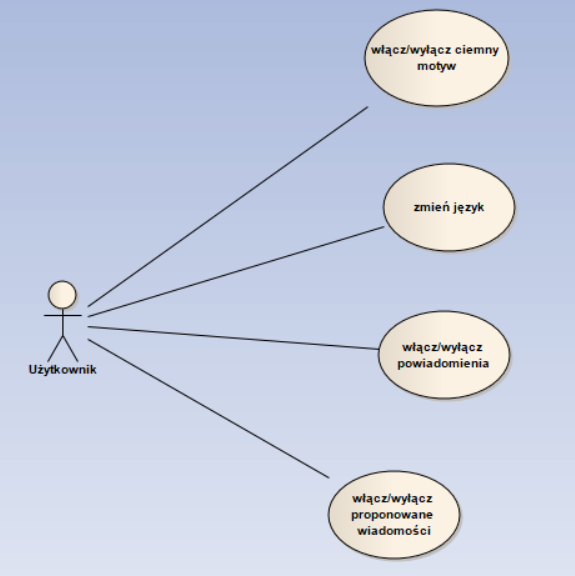 włącz/wyłącz ciemny
motyw
zmień język
włącz/wyłącz
powiadomienia
Użytkownik
włącz/wyłącz
proponowane
wiadomości